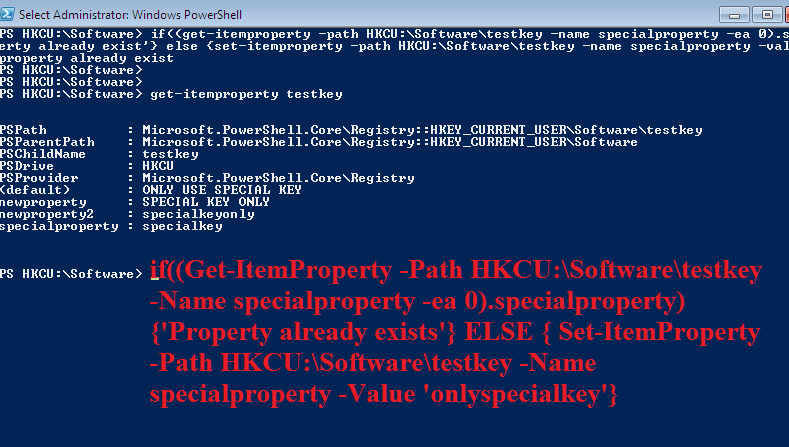 Select Administrator: Windows PowerShell
PS HKCU:\Software> if((get-itemproperty -path HKCU:\Software\testkey -name specialproperty -ea 0).s
erty already exist'} else {set-itemproperty -path HKCU:\Software\testkey -name specialproperty -val
property already exist
PS HKCU:\Software>
PS HKCU:\Software>
PS HKCU:\Software> get-itemproperty testkey
PSPath : Microsoft.PowerShell.Core\Registry::HKEY_CURRENT_USER\Software\testkey
PSParentPath : Microsoft.PowerShell.Core\Registry::HKEY_CURRENT_USER\Software
PSChildName : testkey
PSDrive : HKCU
PSProvider : Microsoft.PowerShell.Core\Registry
(default) : ONLY USE SPECIAL KEY
newproperty : SPECIAL KEY ONLY
newproperty2 : specialkeyonly
specialproperty : specialkey
PS HKCU:\Software> _
if((Get-ItemProperty -Path HKCU:\Software\testkey
-Name specialproperty -ea 0).specialproperty)
{'Property already exists'} ELSE { Set-ItemProperty
-Path HKCU:\Software\testkey -Name
specialproperty -Value 'onlyspecialkey'}